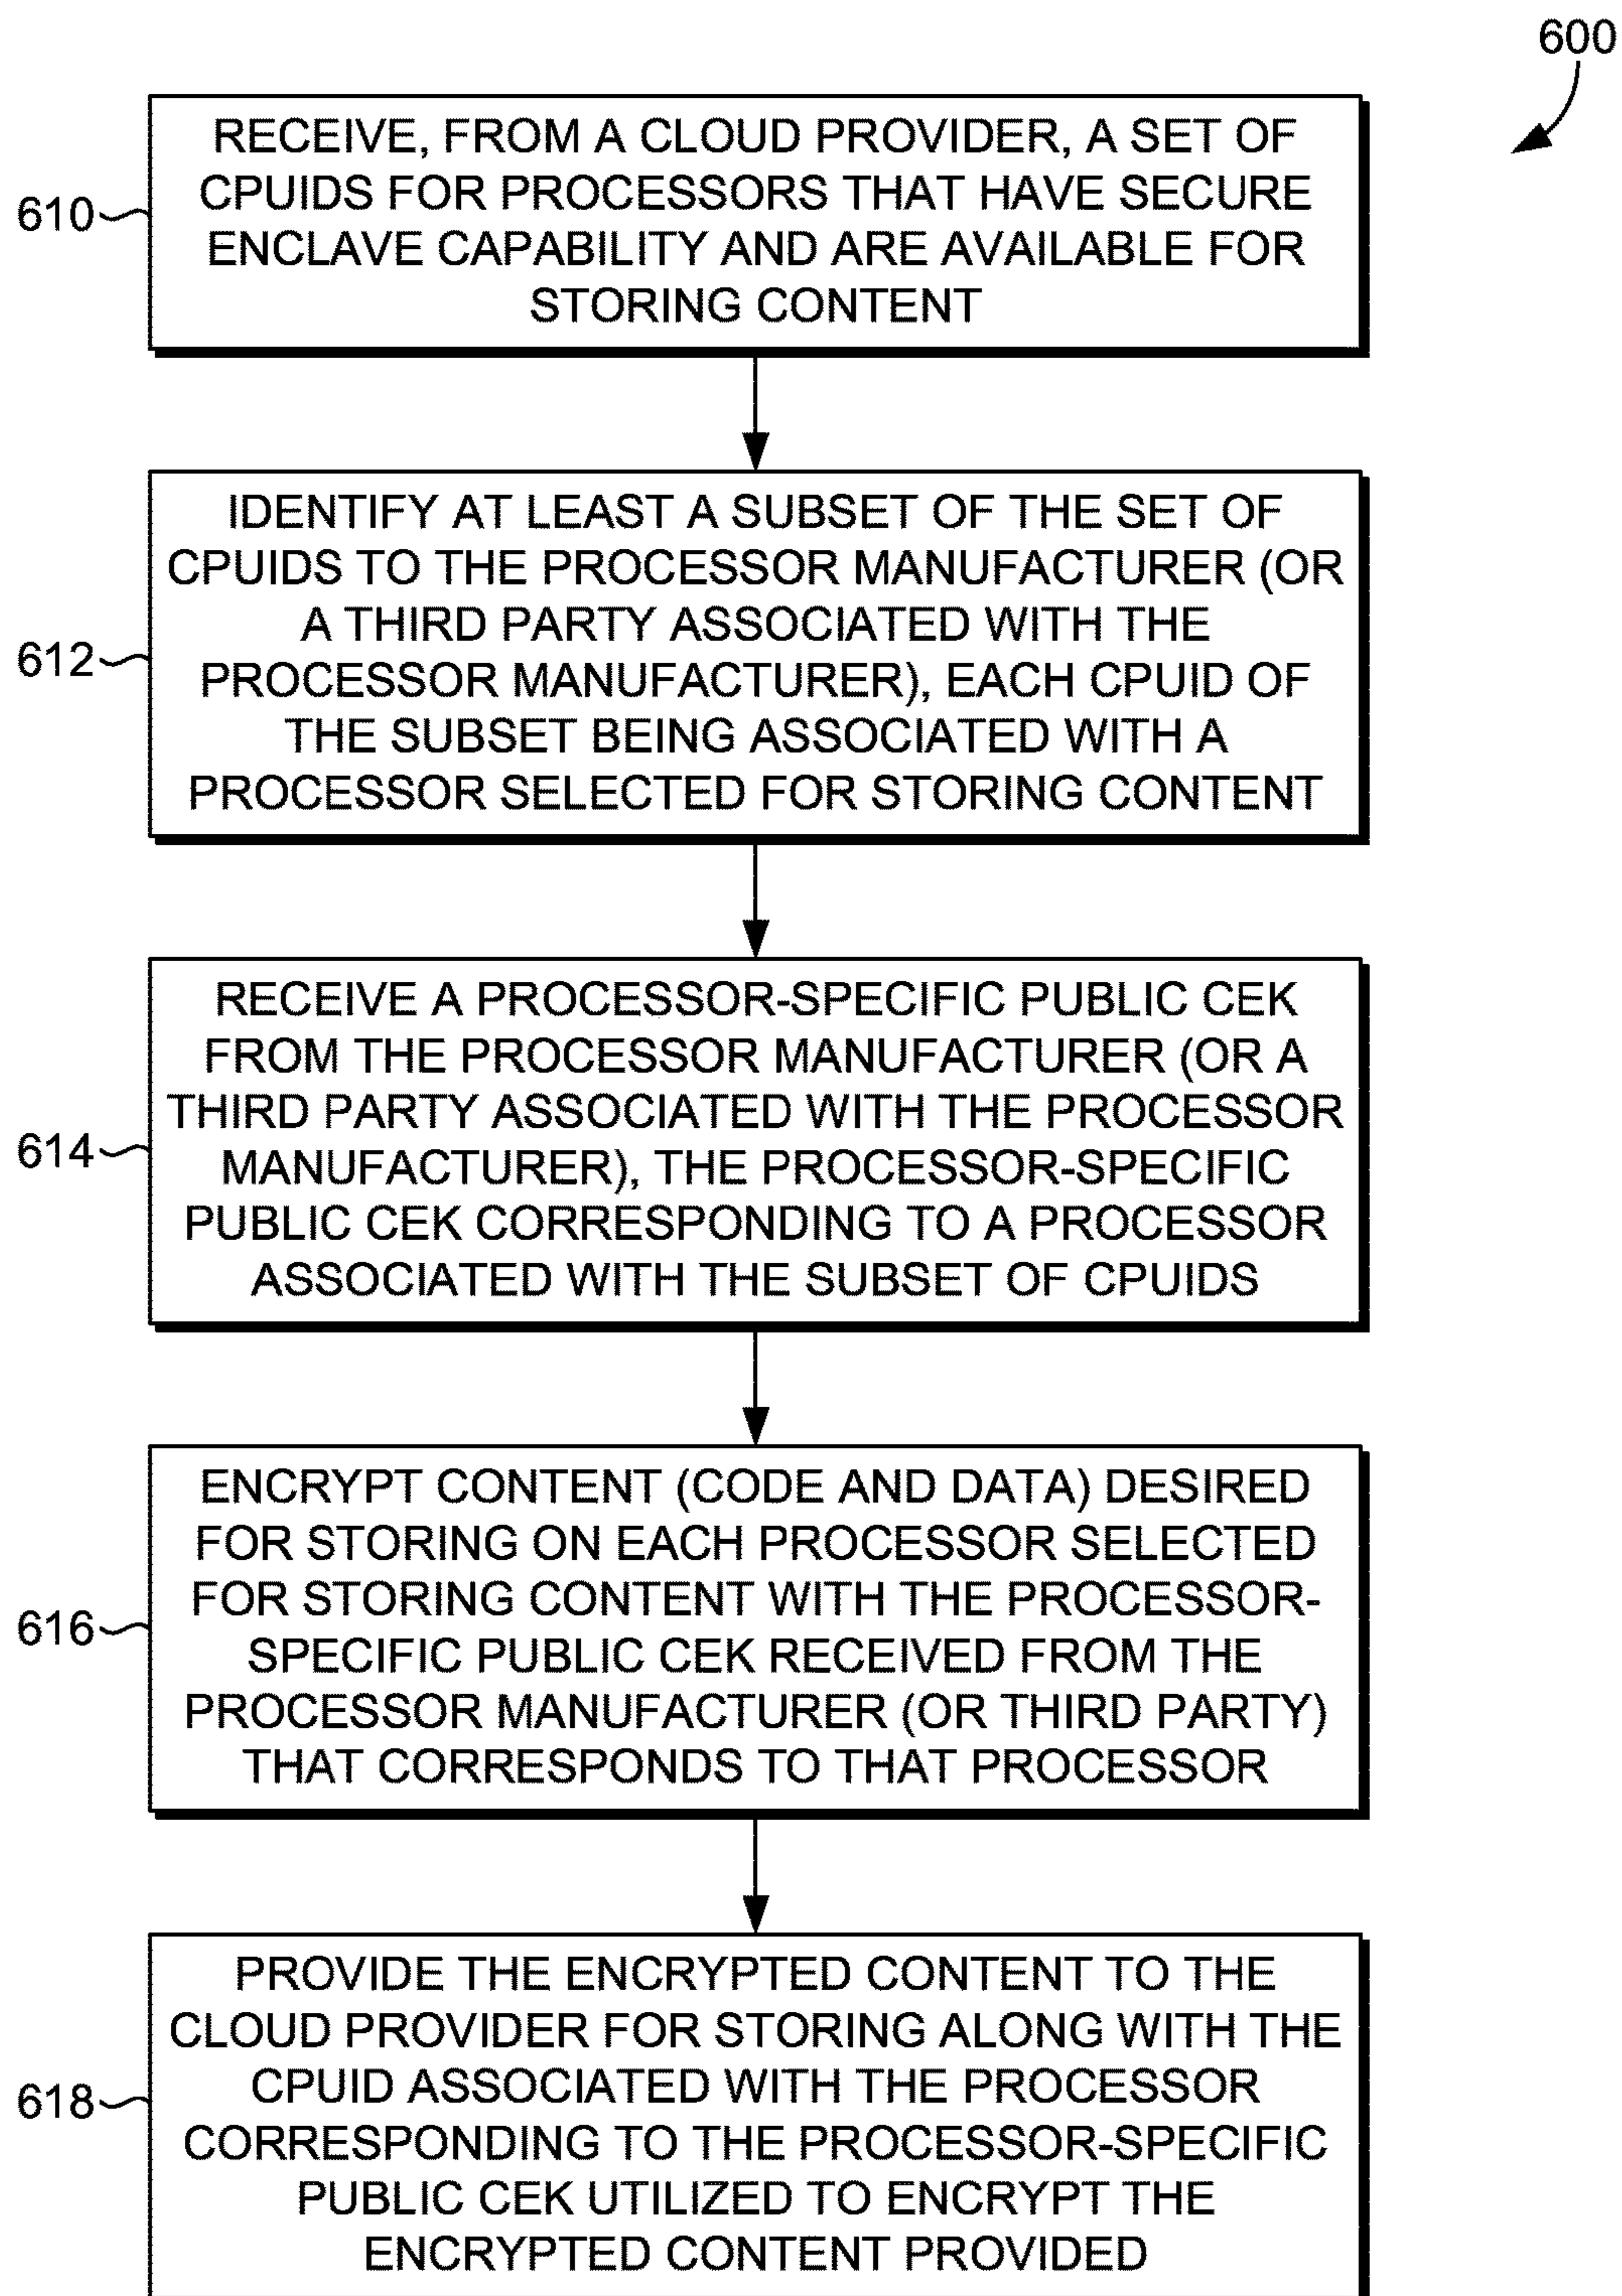 600
610
RECEIVE, FROM A CLOUD PROVIDER, A SET OF
CPUIDS FOR PROCESSORS THAT HAVE SECURE
ENCLAVE CAPABILITY AND ARE AVAILABLE FOR
STORING CONTENT
612
IDENTIFY AT LEAST A SUBSET OF THE SET OF
CPUIDS TO THE PROCESSOR MANUFACTURER (OR
A THIRD PARTY ASSOCIATED WITH THE
PROCESSOR MANUFACTURER), EACH CPUID OF
THE SUBSET BEING ASSOCIATED WITH A
PROCESSOR SELECTED FOR STORING CONTENT
614
RECEIVE A PROCESSOR-SPECIFIC PUBLIC CEK
FROM THE PROCESSOR MANUFACTURER (OR A
THIRD PARTY ASSOCIATED WITH THE PROCESSOR
MANUFACTURER), THE PROCESSOR-SPECIFIC
PUBLIC CEK CORRESPONDING TO A PROCESSOR
ASSOCIATED WITH THE SUBSET OF CPUIDS
616
ENCRYPT CONTENT (CODE AND DATA) DESIRED
FOR STORING ON EACH PROCESSOR SELECTED
FOR STORING CONTENT WITH THE PROCESSOR-
SPECIFIC PUBLIC CEK RECEIVED FROM THE
PROCESSOR MANUFACTURER (OR THIRD PARTY)
THAT CORRESPONDS TO THAT PROCESSOR
618
PROVIDE THE ENCRYPTED CONTENT TO THE
CLOUD PROVIDER FOR STORING ALONG WITH THE
CPUID ASSOCIATED WITH THE PROCESSOR
CORRESPONDING TO THE PROCESSOR-SPECIFIC
PUBLIC CEK UTILIZED TO ENCRYPT THE
ENCRYPTED CONTENT PROVIDED